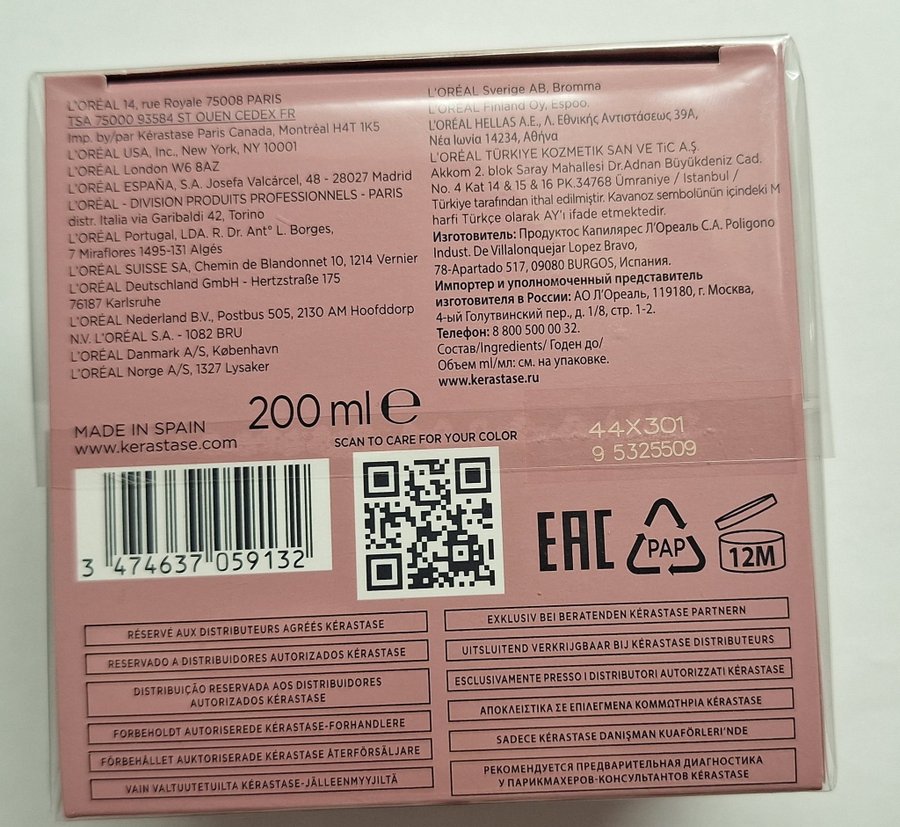 L'ORÉAL 14, rue Royale 75008 PARIS
TSA 75000 93584 ST OUEN CEDEX FR
Imp. by/par Kérastase Paris Canada, Montréal H4T 1K5
L'ORÉAL USA, Inc., New York, NY 10001
L'ORÉAL London W6 8AZ
L'ORÉAL ESPAÑA, S.A. Josefa Valcárcel, 48 - 28027 Madrid
L'ORÉAL - DIVISION PRODUITS PROFESSIONNELS - PARIS
distr. Italia via Garibaldi 42, Torino
L'ORÉAL Portugal, LDA. R. Dr. Ant° L. Borges,
7 Miraflores 1495-131 Algés
L'ORÉAL SUISSE SA, Chemin de Blandonnet 10, 1214 Vernier
L'ORÉAL Deutschland GmbH - Hertzstraße 175
76187 Karlsruhe
L'ORÉAL Nederland B.V., Postbus 505, 2130 AM Hoofddorp
N.V. L'ORÉAL S.A. - 1082 BRU
L'ORÉAL Danmark A/S, København
L'ORÉAL Norge A/S, 1327 Lysaker
L'ORÉAL Sverige AB, Bromma
L'ORÉAL Finland Oy, Espoo.
L'ORÉAL HELLAS A.E., Λ. Εθνικής Αντιστάσεως 39A,
Νέα Ιωνία 14234, Αθήνα
L'ORÉAL TÜRKIYE KOZMETIK SAN VE TiC A.Ş.
Akkom 2. blok Saray Mahallesi Dr.Adnan Büyükdeniz Cad.
No. 4 Kat 14 & 15 & 16 PK.34768 Ümraniye / Istanbul /
Türkiye tarafından ithal edilmiştir. Kavanoz sembolünün içindeki M
harfi Türkçe olarak AY'ı ifade etmektedir.
Изготовитель: Продуктос Капилярес Л'Ореаль С.А. Poligono
Indust. De Villalonquejar Lopez Bravo,
78-Apartado 517, 09080 BURGOS, Испания.
Импортер и уполномоченный представитель
изготовителя в России: АО Л'Ореаль, 119180, г. Москва,
4-ый Голутвинский пер., д. 1/8, стр. 1-2.
Телефон: 8 800 500 00 32.
Состав/Ingredients/ Годен до/
Объем ml/мл: см. на упаковке.
www.kerastase.ru
MADE IN SPAIN
www.kerastase.com
200 ml e
SCAN TO CARE FOR YOUR COLOR
44X301
9 5325509
3 474637 059132
EAC
PAP
12M
RÉSERVÉ AUX DISTRIBUTEURS AGRÉÉS KÉRASTASE
RESERVADO A DISTRIBUIDORES AUTORIZADOS KÉRASTASE
DISTRIBUIÇÃO RESERVADA AOS DISTRIBUIDORES
AUTORIZADOS KÉRASTASE
FORBEHOLDT AUTORISEREDE KÉRASTASE-FORHANDLERE
FÖRBEHÅLLET AUKTORISERADE KÉRASTASE ÅTERFÖRSÄLJARE
VAIN VALTUUTETUILTA KÉRASTASE-JÄLLEENMYYJILTÄ
EXKLUSIV BEI BERATENDEN KÉRASTASE PARTNERN
UITSLUITEND VERKRIJGBAAR BIJ KÉRASTASE DISTRIBUTEURS
ESCLUSIVAMENTE PRESSO I DISTRIBUTORI AUTORIZZATI KÉRASTASE
ΑΠΟΚΛΕΙΣΤΙΚΑ ΣΕ ΕΠΙΛΕΓΜΕΝΑ ΚΟΜΜΩΤΗΡΙΑ KÉRASTASE
SADECE KÉRASTASE DANIŞMAN KUAFÖRLERİ'NDE
РЕКОМЕНДУЕТСЯ ПРЕДВАРИТЕЛЬНАЯ ДИАГНОСТИКА
У ПАРИКМАХЕРОВ-КОНСУЛЬТАНТОВ KÉRASTASE